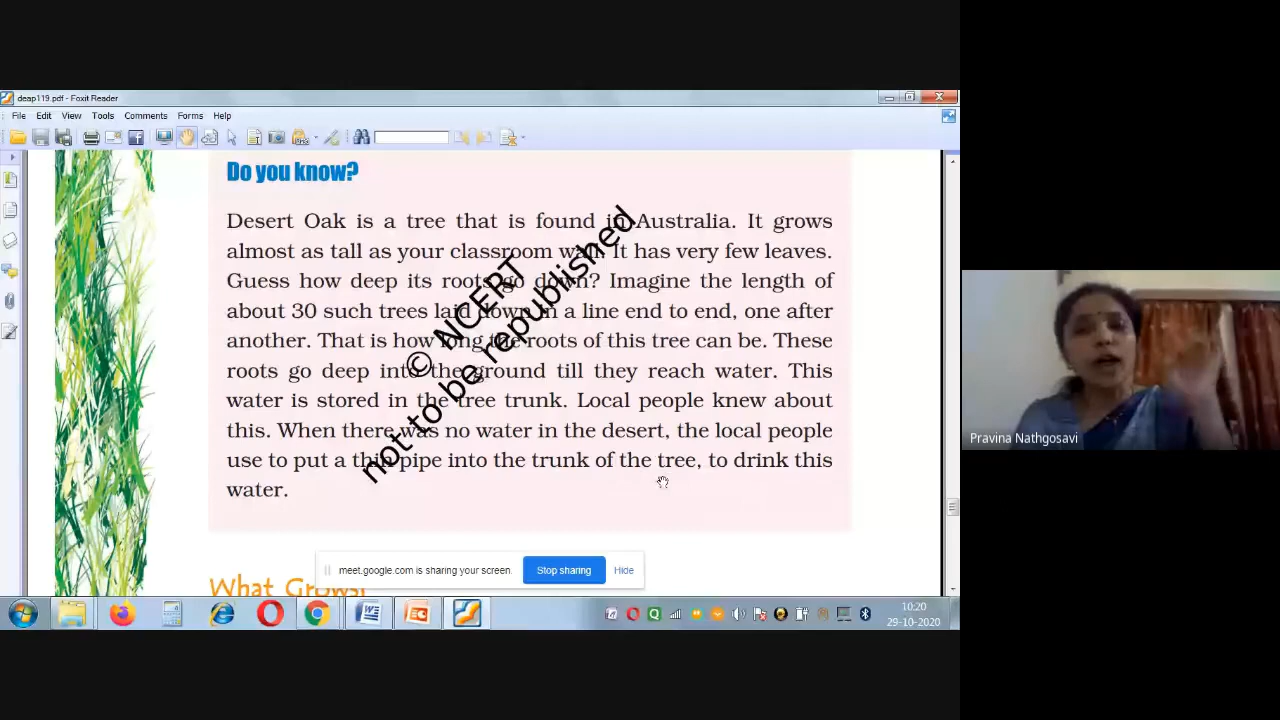 deap119.pdf - Foxit Reader
File Edit View Tools Comments Forms Help
Do you know?
Desert Oak is a tree that is found in Australia. It grows
almost as tall as your classroom wall. It has very few leaves.
Guess how deep its roots go down? Imagine the length of
about 30 such trees laid down in a line end to end, one after
another. That is how long the roots of this tree can be. These
roots go deep into the ground till they reach water. This
water is stored in the tree trunk. Local people knew about
this. When there was no water in the desert, the local people
use to put a thin pipe into the trunk of the tree, to drink this
water.
© NCERT
not to be republished
What Grows!
meet.google.com is sharing your screen. Stop sharing Hide
10:20
29-10-2020
Pravina Nathgosavi